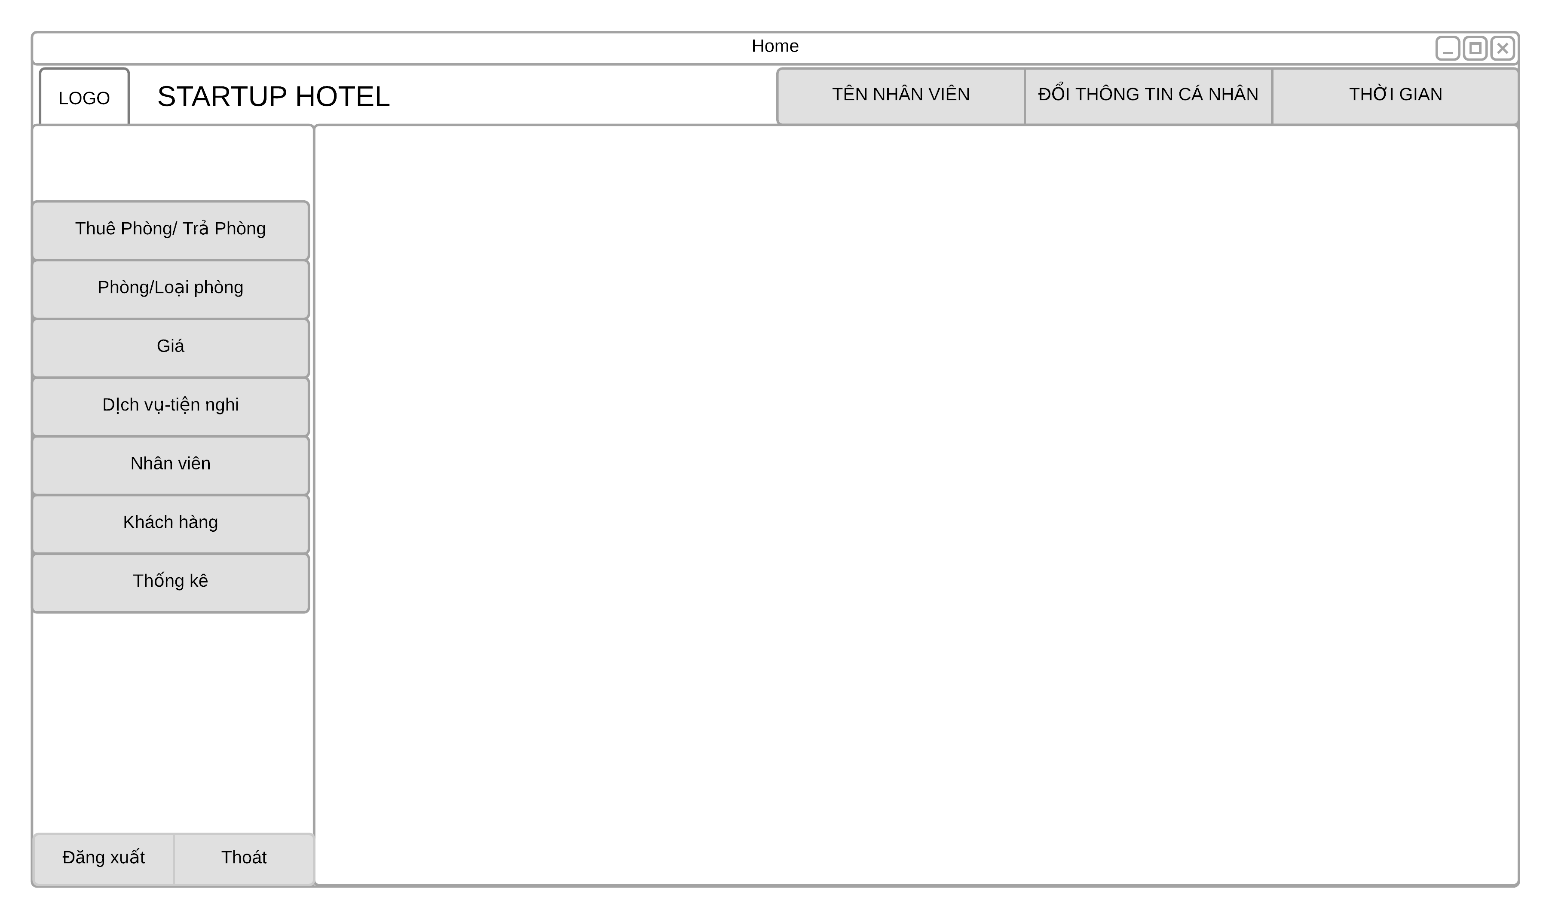 Home
LOGO
STARTUP HOTEL
TÊN NHÂN VIÊN
ĐỔI THÔNG TIN CÁ NHÂN
THỜI GIAN
Thuê Phòng/ Trả Phòng
Phòng/Loại phòng
Giá
DỊch vụ-tiện nghi
Nhân viên
Khách hàng
Thống kê
Đăng xuất
Thoát